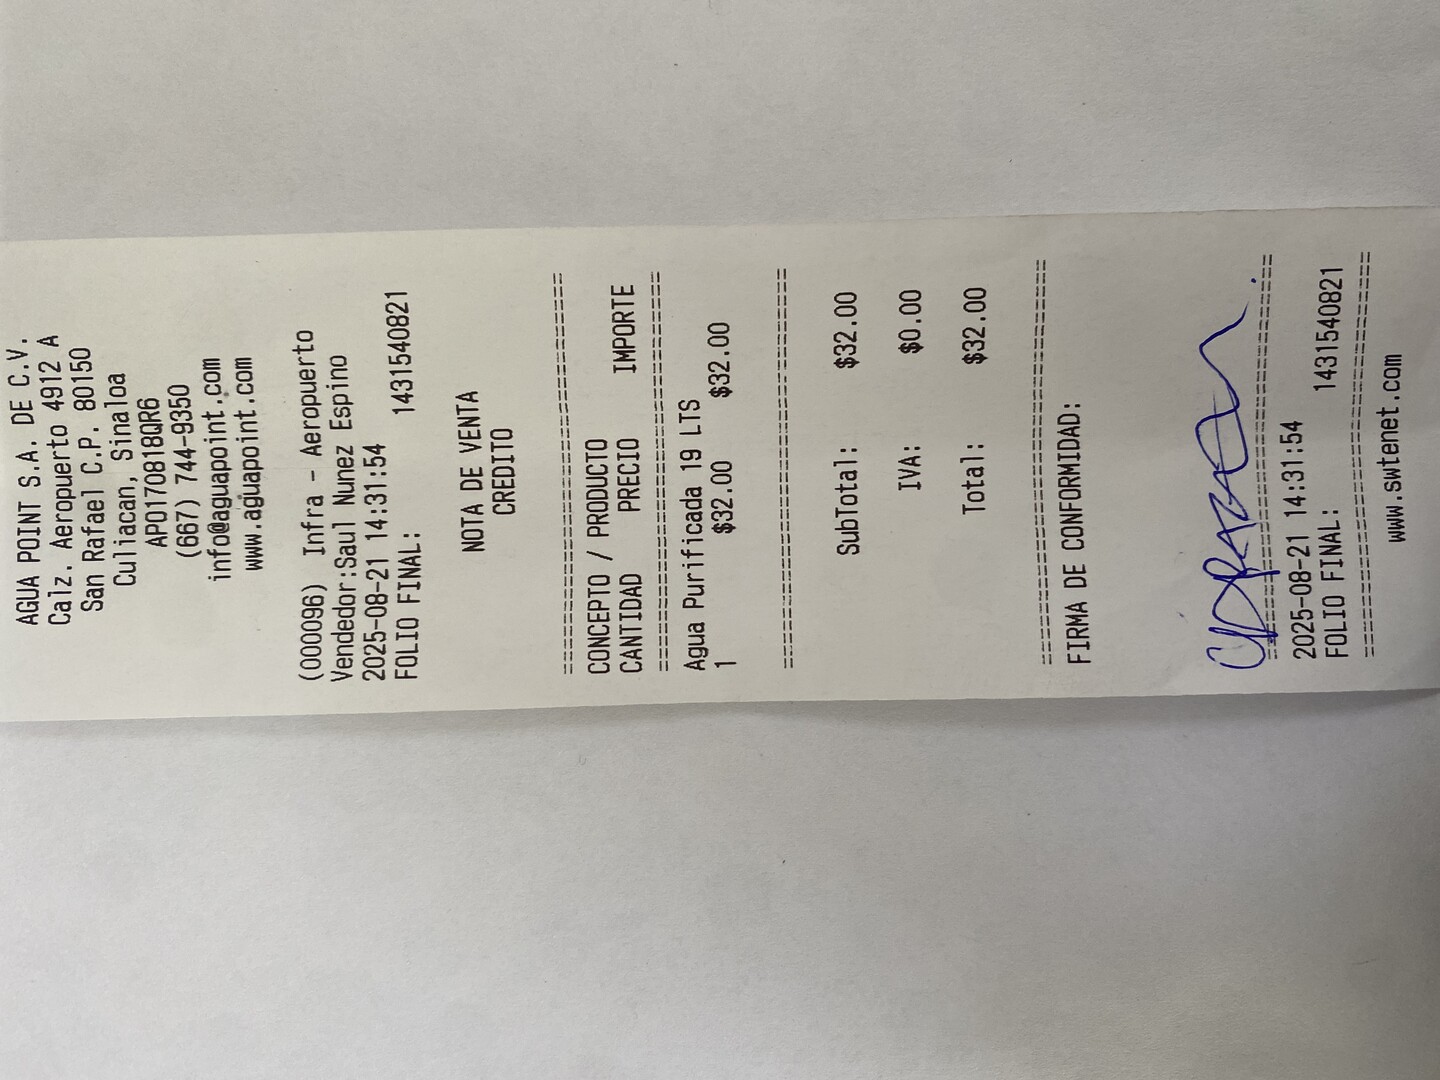 AGUA POINT S.A. DE C.V.
Calz. Aeropuerto 4912 A
San Rafael C.P. 80150
Culiacan, Sinaloa
APO170818QR6
(667) 744-9350
info@aguapoint.com
www.aguapoint.com
(000096) Infra - Aeropuerto
Vendedor:Saul Nunez Espino
2025-08-21 14:31:54
FOLIO FINAL: 1431540821
NOTA DE VENTA
CREDITO
==============================
CONCEPTO / PRODUCTO
CANTIDAD PRECIO IMPORTE
==============================
Agua Purificada 19 LTS
1 $32.00 $32.00
==============================
SubTotal: $32.00
IVA: $0.00
Total: $32.00
==============================
FIRMA DE CONFORMIDAD:
==============================
2025-08-21 14:31:54
FOLIO FINAL: 1431540821
==============================
www.swtenet.com